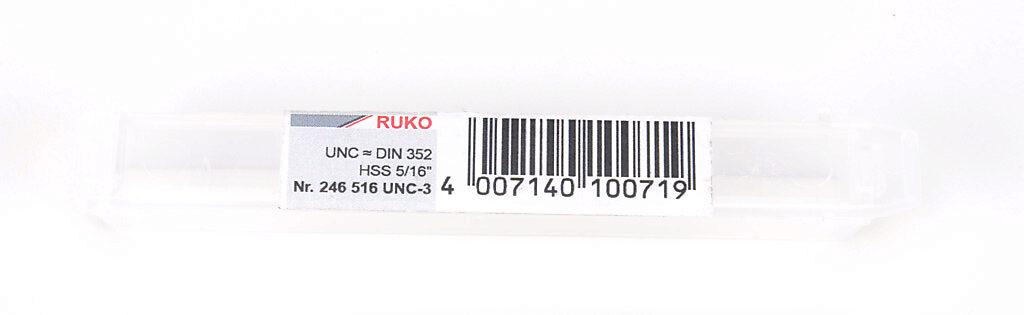 RUKO
UNC ≈ DIN 352
HSS 5/16"
Nr. 246 516 UNC-3
4 007140 100719